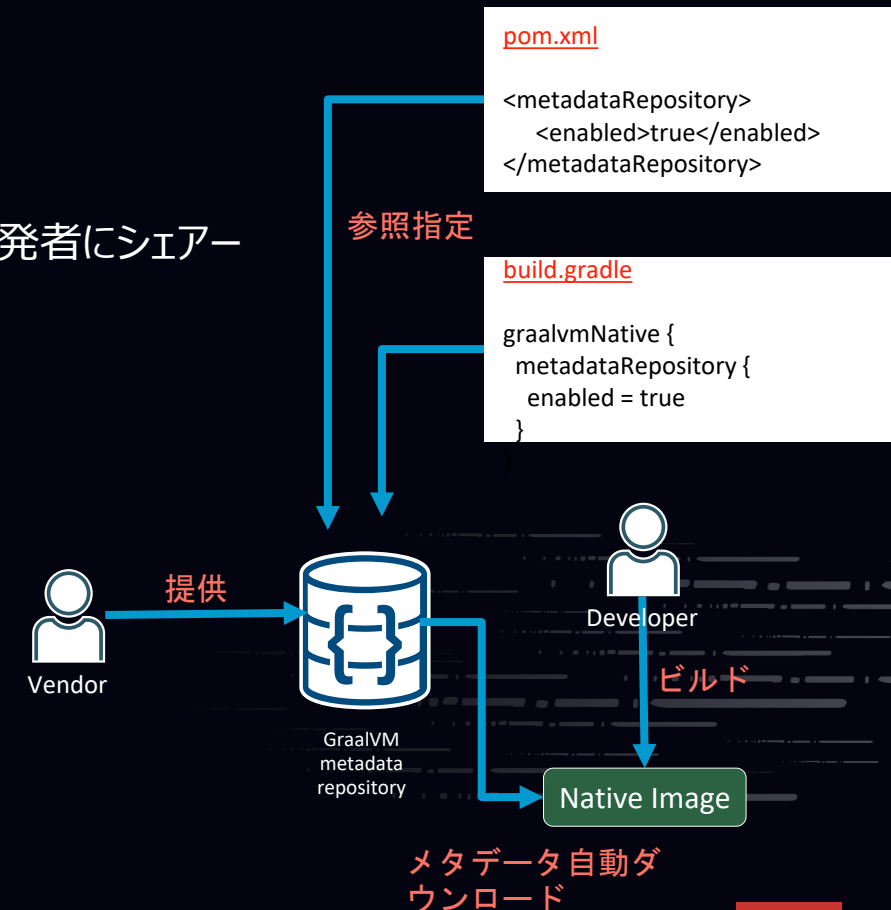 pom.xml
<metadataRepository>
<enabled>true</enabled>
</metadataRepository>
参照指定
発者にシェアー
build.gradle
graalvmNative {
metadataRepository {
enabled = true
}
}
提供
Vendor
GraalVM
metadata
repository
Developer
ビルド
Native Image
メタデータ自動ダ
ウンロード